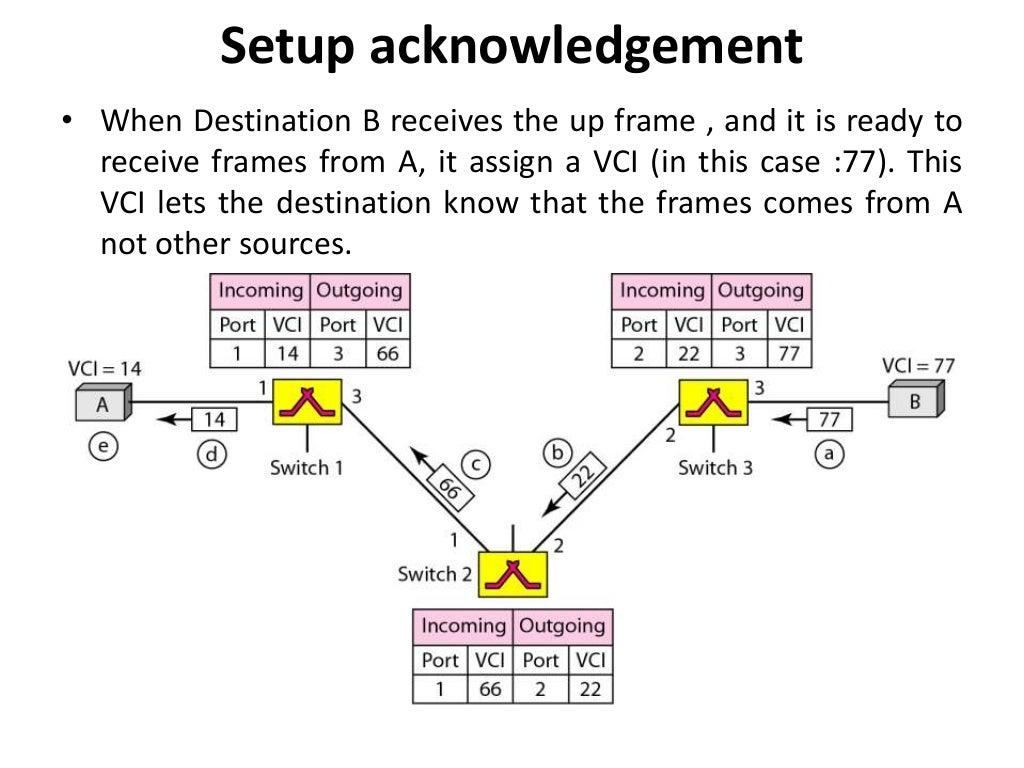 Setup acknowledgement
• When Destination B receives the up frame , and it is ready to
receive frames from A, it assign a VCI (in this case :77). This
VCI lets the destination know that the frames comes from A
not other sources.
Incoming Outgoing
Port VCI Port VCI
1 14 3 66
Incoming Outgoing
Port VCI Port VCI
2 22 3 77
VCI = 14
A
e
14
d
1
3
Switch 1
VCI = 77
B
77
a
3
2
Switch 3
b
22
c
66
1
2
Switch 2
Incoming Outgoing
Port VCI Port VCI
1 66 2 22